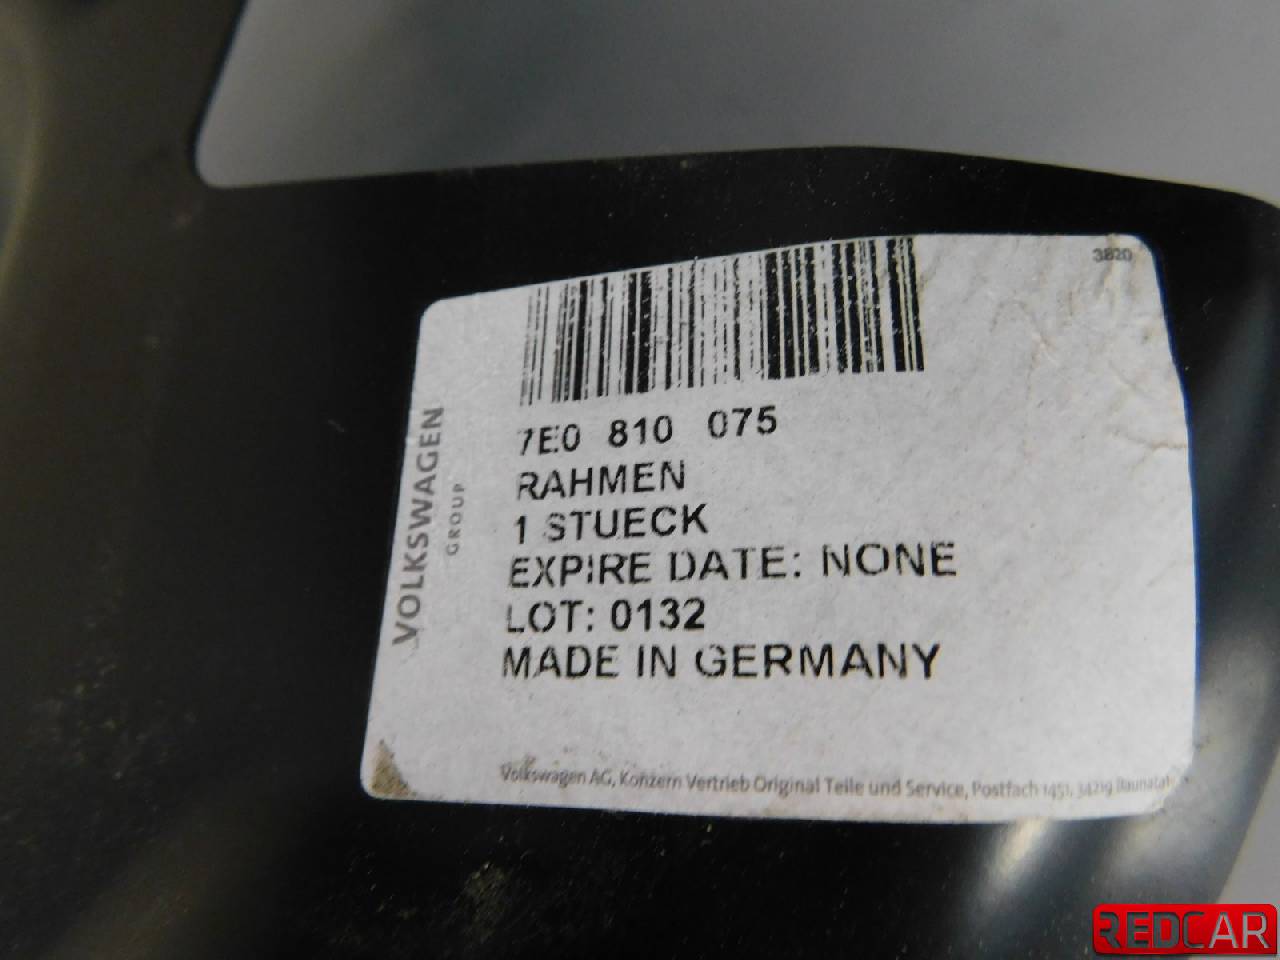 3B20
7E0 810 075
RAHMEN
1 STUECK
EXPIRE DATE: NONE
LOT: 0132
MADE IN GERMANY
VOLKSWAGEN
GROUP
Volkswagen AG, Konzern Vertrieb Original Teile und Service, Postfach 1451, 34219 Baunatal
REDCAR